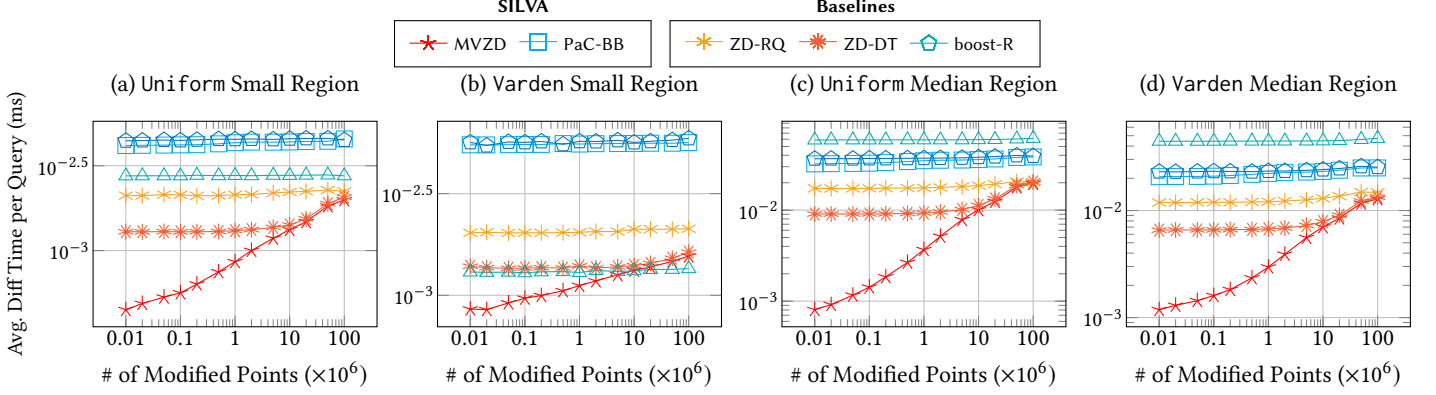 SILVA Baselines
MVZD PaC-BB ZD-RQ ZD-DT boost-R
(a) Uniform Small Region (b) Varden Small Region (c) Uniform Median Region (d) Varden Median Region
Avg. Diff Time per Query (ms)
10^−2.5
10^−3
0.01 0.1 1 10 100
# of Modified Points (×10^6)
10^−2.5
10^−3
0.01 0.1 1 10 100
# of Modified Points (×10^6)
10^−2
10^−3
0.01 0.1 1 10 100
# of Modified Points (×10^6)
10^−2
10^−3
0.01 0.1 1 10 100
# of Modified Points (×10^6)